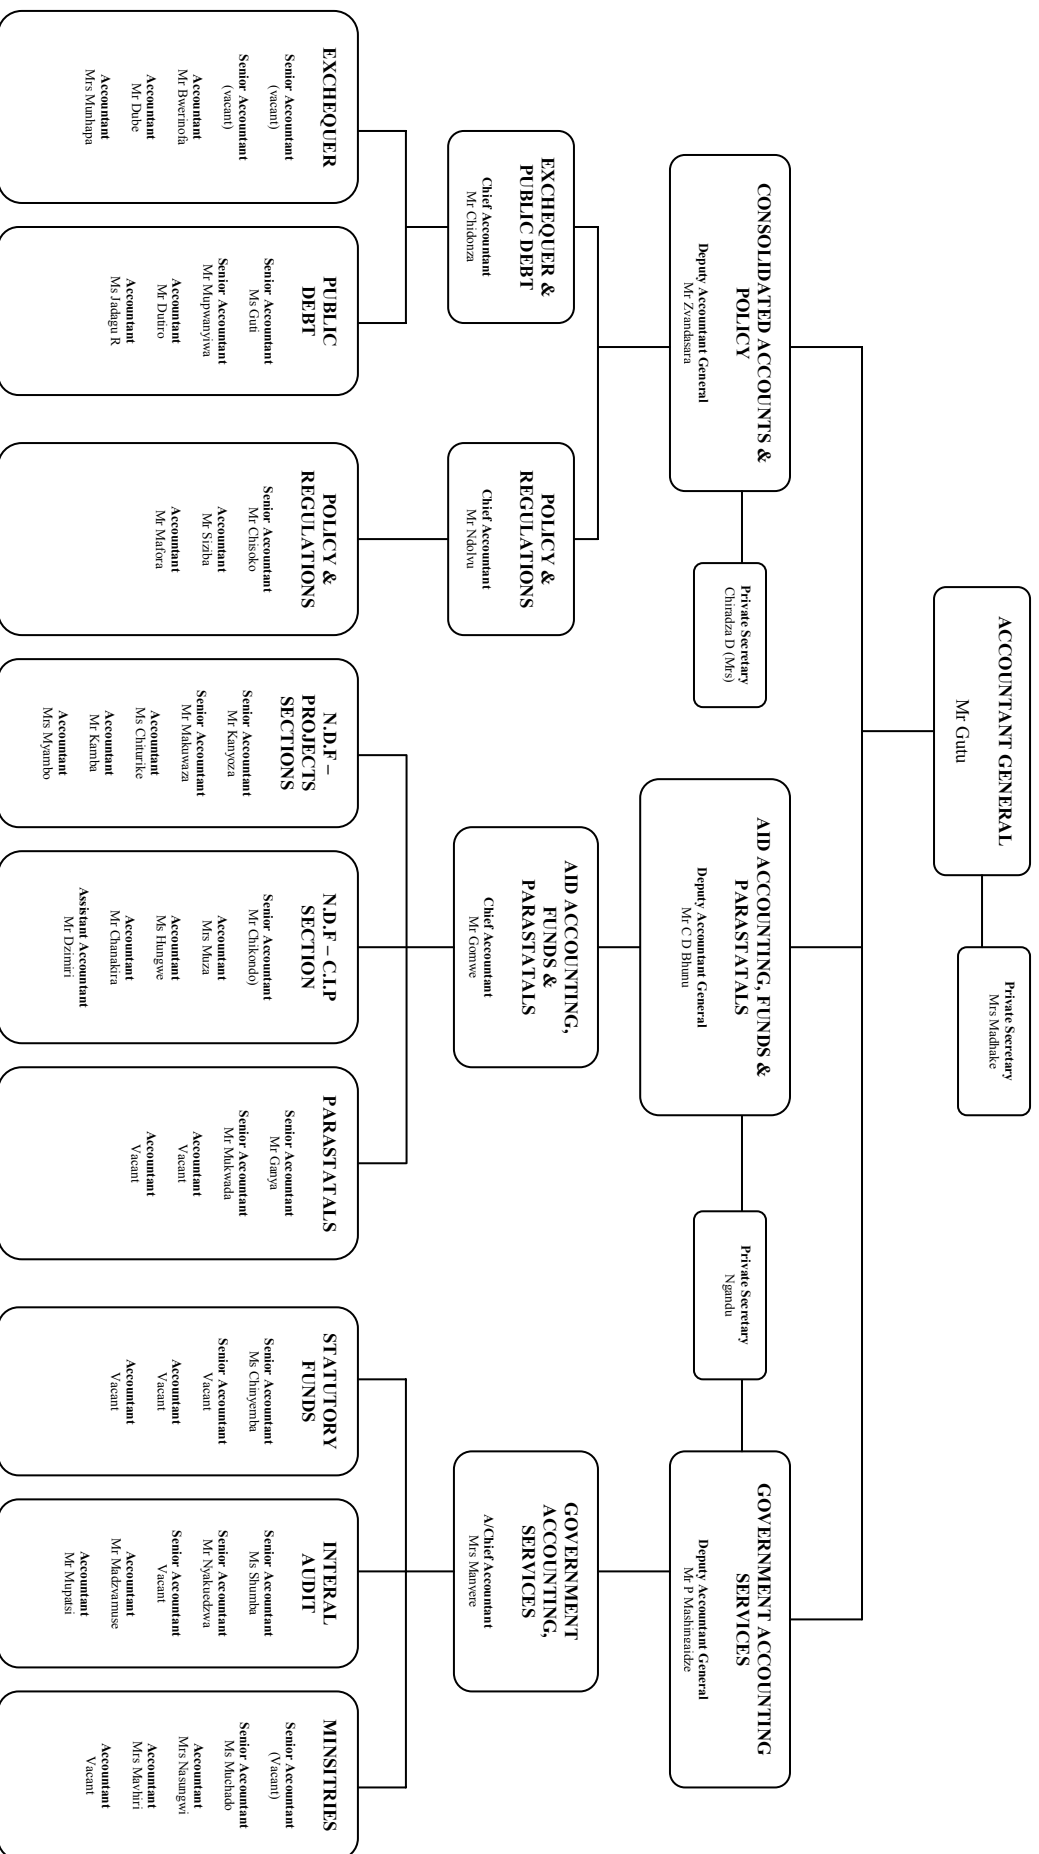 ACCOUNTANT GENERAL
Mr Gutu
Private Secretary
Mrs Madhake
CONSOLIDATED ACCOUNTS &
POLICY
Deputy Accountant General
Mr Zvandasara
Private Secretary
Chiradza D (Mrs)
AID ACCOUNTING, FUNDS &
PARASTATALS
Deputy Accountant General
Mr C D Bhunu
Private Secretary
Ngandu
GOVERNMENT ACCOUNTING
SERVICES
Deputy Accountant General
Mr P Mashingaidze
EXCHEQUER &
PUBLIC DEBT
Chief Accountant
Mr Chidonza
POLICY &
REGULATIONS
Chief Accountant
Mr Ndolvu
AID ACCOUNTING,
FUNDS &
PARASTATALS
Chief Accountant
Mr Gomwe
GOVERNMENT
ACCOUNTING,
SERVICES
A/Chief Accountant
Mrs Manyere
EXCHEQUER
Senior Accountant
(vacant)
Senior Accountant
(vacant)
Accountant
Mr Bwerinofa
Accountant
Mr Dube
Accountant
Mrs Munhapa
PUBLIC
DEBT
Senior Accountant
Ms Guti
Senior Accountant
Mr Mupwanyiwa
Accountant
Mr Dutiro
Accountant
Ms Jadagu R
POLICY &
REGULATIONS
Senior Accountant
Mr Chisoko
Accountant
Mr Siziba
Accountant
Mr Mafora
N.D.F –
PROJECTS
SECTIONS
Senior Accountant
Mr Kanyoza
Senior Accountant
Mr Makuwaza
Accountant
Ms Chiturike
Accountant
Mr Kamba
Accountant
Mrs Myambo
N.D.F – C.I.P
SECTION
Senior Accountant
Mr Chikondo)
Accountant
Mrs Muza
Accountant
Ms Hungwe
Accountant
Mr Chanakira
Assistant Accountant
Mr Dzimiri
PARASTATALS
Senior Accountant
Mr Ganya
Senior Accountant
Mr Mukwada
Accountant
Vacant
Accountant
Vacant
STATUTORY
FUNDS
Senior Accountant
Ms Chinyemba
Senior Accountant
Vacant
Accountant
Vacant
Accountant
Vacant
INTERAL
AUDIT
Senior Accountant
Ms Shumba
Senior Accountant
Mr Nyakuedzwa
Senior Accountant
Vacant
Accountant
Mr Madzvamuse
Accountant
Mr Mupatsi
MINSITRIES
Senior Accountant
(Vacant)
Senior Accountant
Ms Muchado
Accountant
Mrs Nasungwi
Accountant
Mrs Mavhiri
Accountant
Vacant